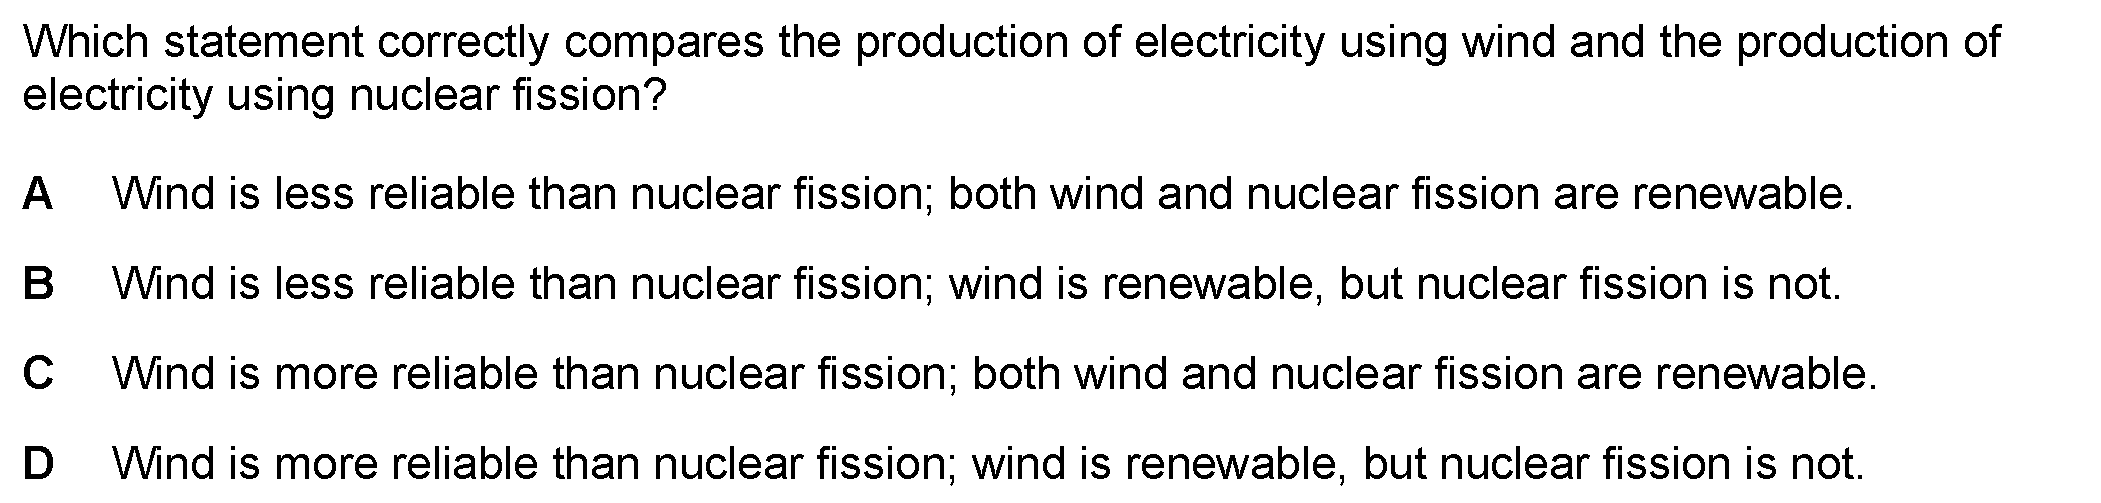 Which statement correctly compares the production of electricity using wind and the production of
electricity using nuclear fission?
A Wind is less reliable than nuclear fission; both wind and nuclear fission are renewable.
B Wind is less reliable than nuclear fission; wind is renewable, but nuclear fission is not.
C Wind is more reliable than nuclear fission; both wind and nuclear fission are renewable.
D Wind is more reliable than nuclear fission; wind is renewable, but nuclear fission is not.